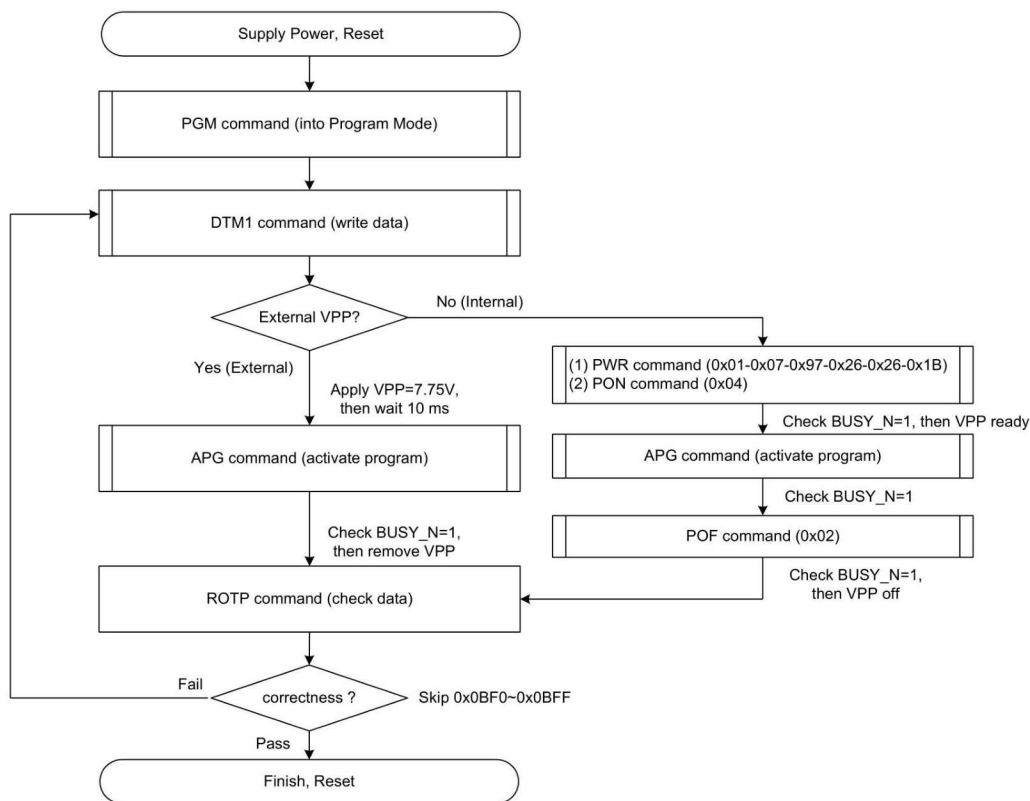 Supply Power, Reset
PGM command (into Program Mode)
DTM1 command (write data)
External VPP?
No (Internal)
Yes (External)
(1) PWR command (0x01-0x07-0x97-0x26-0x26-0x1B)
(2) PON command (0x04)
Apply VPP=7.75V,
then wait 10 ms
Check BUSY_N=1, then VPP ready
APG command (activate program)
APG command (activate program)
Check BUSY_N=1
Check BUSY_N=1,
then remove VPP
POF command (0x02)
Check BUSY_N=1,
then VPP off
ROTP command (check data)
Fail
correctness ?
Skip 0x0BF0~0x0BFF
Pass
Finish, Reset